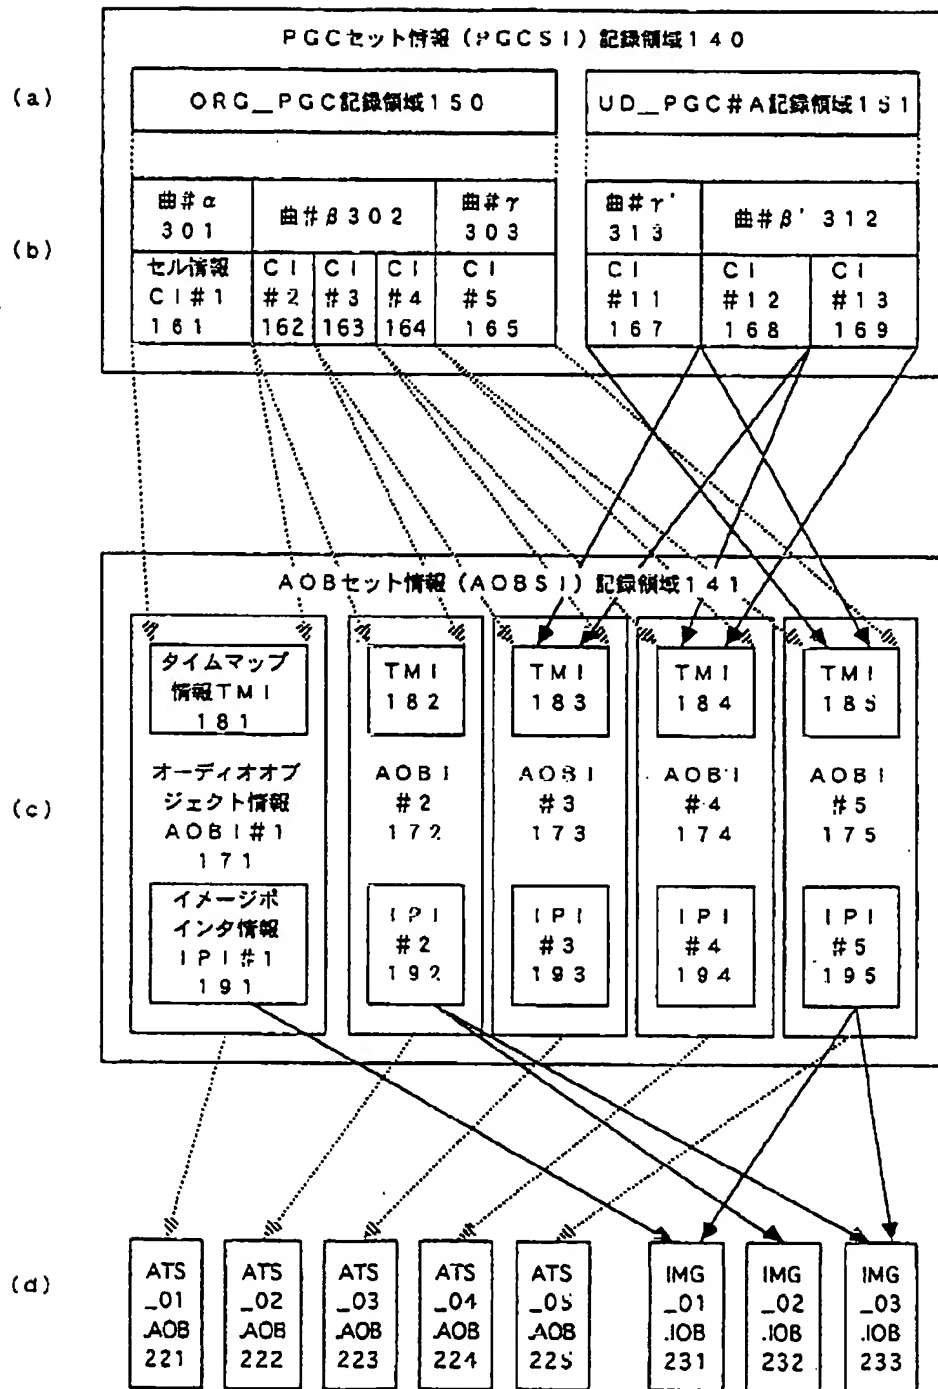 PGCセット情報(PGCSI)記録領域140
(a)
ORG_PGC記録領域150
UD_PGC#A記録領域151
(b)
曲#α
301
曲#β302
曲#γ
303
曲#γ'
313
曲#β'312
セル情報
CI#1
161
CI
#2
162
CI
#3
163
CI
#4
164
CI
#5
165
CI
#11
167
CI
#12
168
CI
#13
169
AOBセット情報(AOBSI)記録領域141
(c)
タイムマップ
情報TMI
181
TMI
182
TMI
183
TMI
184
TMI
185
オーディオオブ
ジェクト情報
AOBI#1
171
AOBI
#2
172
AOBI
#3
173
AOBI
#4
174
AOBI
#5
175
イメージポ
インタ情報
IPI#1
191
IPI
#2
192
IPI
#3
193
IPI
#4
194
IPI
#5
195
(d)
ATS
_01
.AOB
221
ATS
_02
.AOB
222
ATS
_03
.AOB
223
ATS
_04
.AOB
224
ATS
_05
.AOB
225
IMG
_01
.IOB
231
IMG
_02
.IOB
232
IMG
_03
.IOB
233